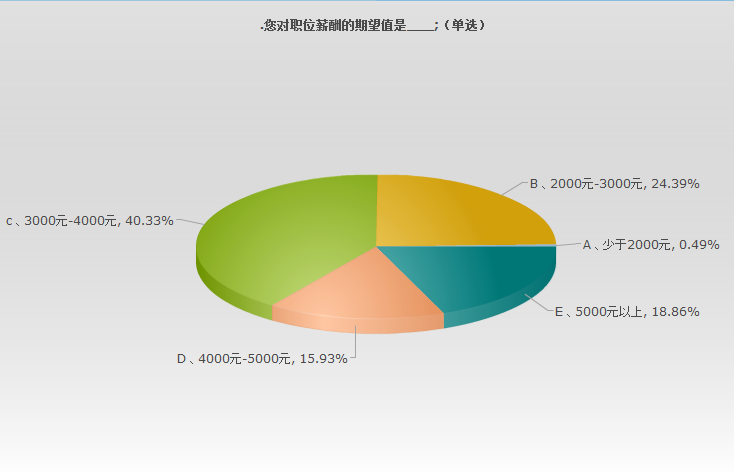 .您对职位薪酬的期望值是____;（单选）
B、2000元-3000元, 24.39%
c、3000元-4000元, 40.33%
A、少于2000元, 0.49%
E、5000元以上, 18.86%
D、4000元-5000元, 15.93%